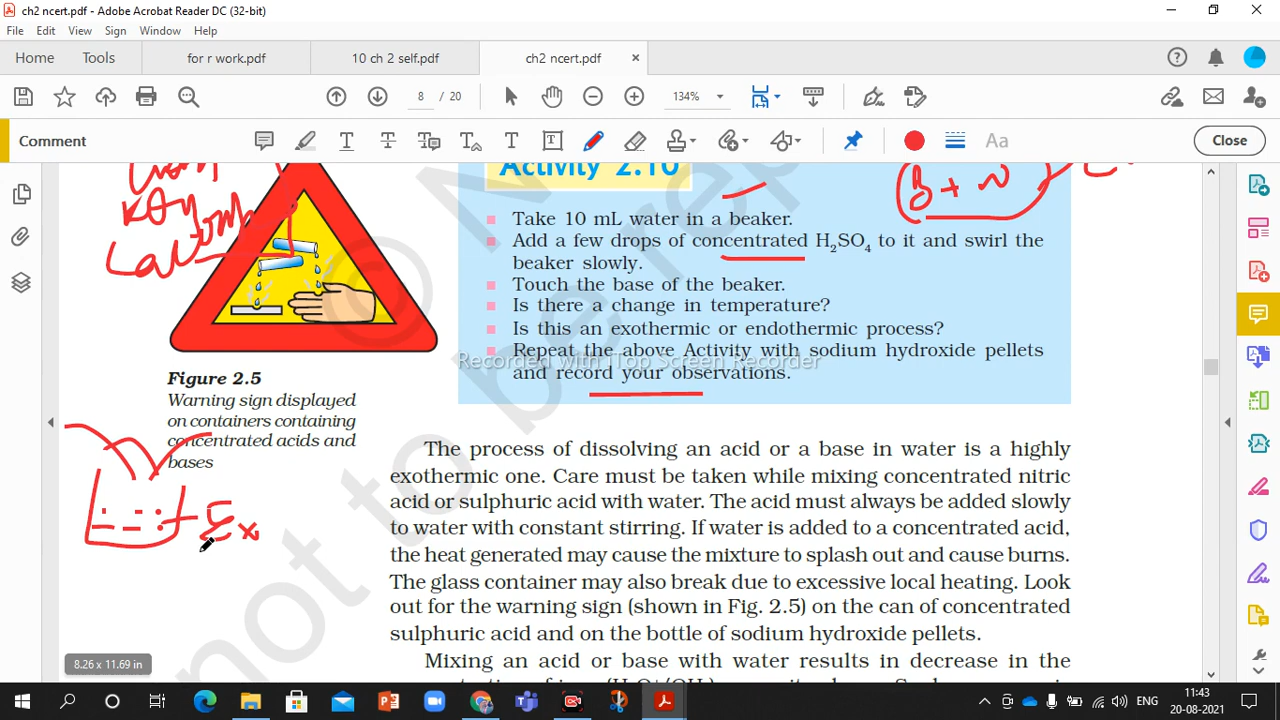 ch2 ncert.pdf - Adobe Acrobat Reader DC (32-bit)
File Edit View Sign Window Help
Home Tools for r work.pdf 10 ch 2 self.pdf ch2 ncert.pdf ×
8 / 20 134%
Comment Close
Activity 2.10
(B + N)
Take 10 mL water in a beaker.
Add a few drops of concentrated H₂SO₄ to it and swirl the
beaker slowly.
Touch the base of the beaker.
Is there a change in temperature?
Is this an exothermic or endothermic process?
Repeat the above Activity with sodium hydroxide pellets
and record your observations.
Recorded with iTop Screen Recorder
Figure 2.5
Warning sign displayed
on containers containing
concentrated acids and
bases
+ Ex
The process of dissolving an acid or a base in water is a highly
exothermic one. Care must be taken while mixing concentrated nitric
acid or sulphuric acid with water. The acid must always be added slowly
to water with constant stirring. If water is added to a concentrated acid,
the heat generated may cause the mixture to splash out and cause burns.
The glass container may also break due to excessive local heating. Look
out for the warning sign (shown in Fig. 2.5) on the can of concentrated
sulphuric acid and on the bottle of sodium hydroxide pellets.
Mixing an acid or base with water results in decrease in the
8.26 x 11.69 in
not to be rep
ENG 11:43
20-08-2021